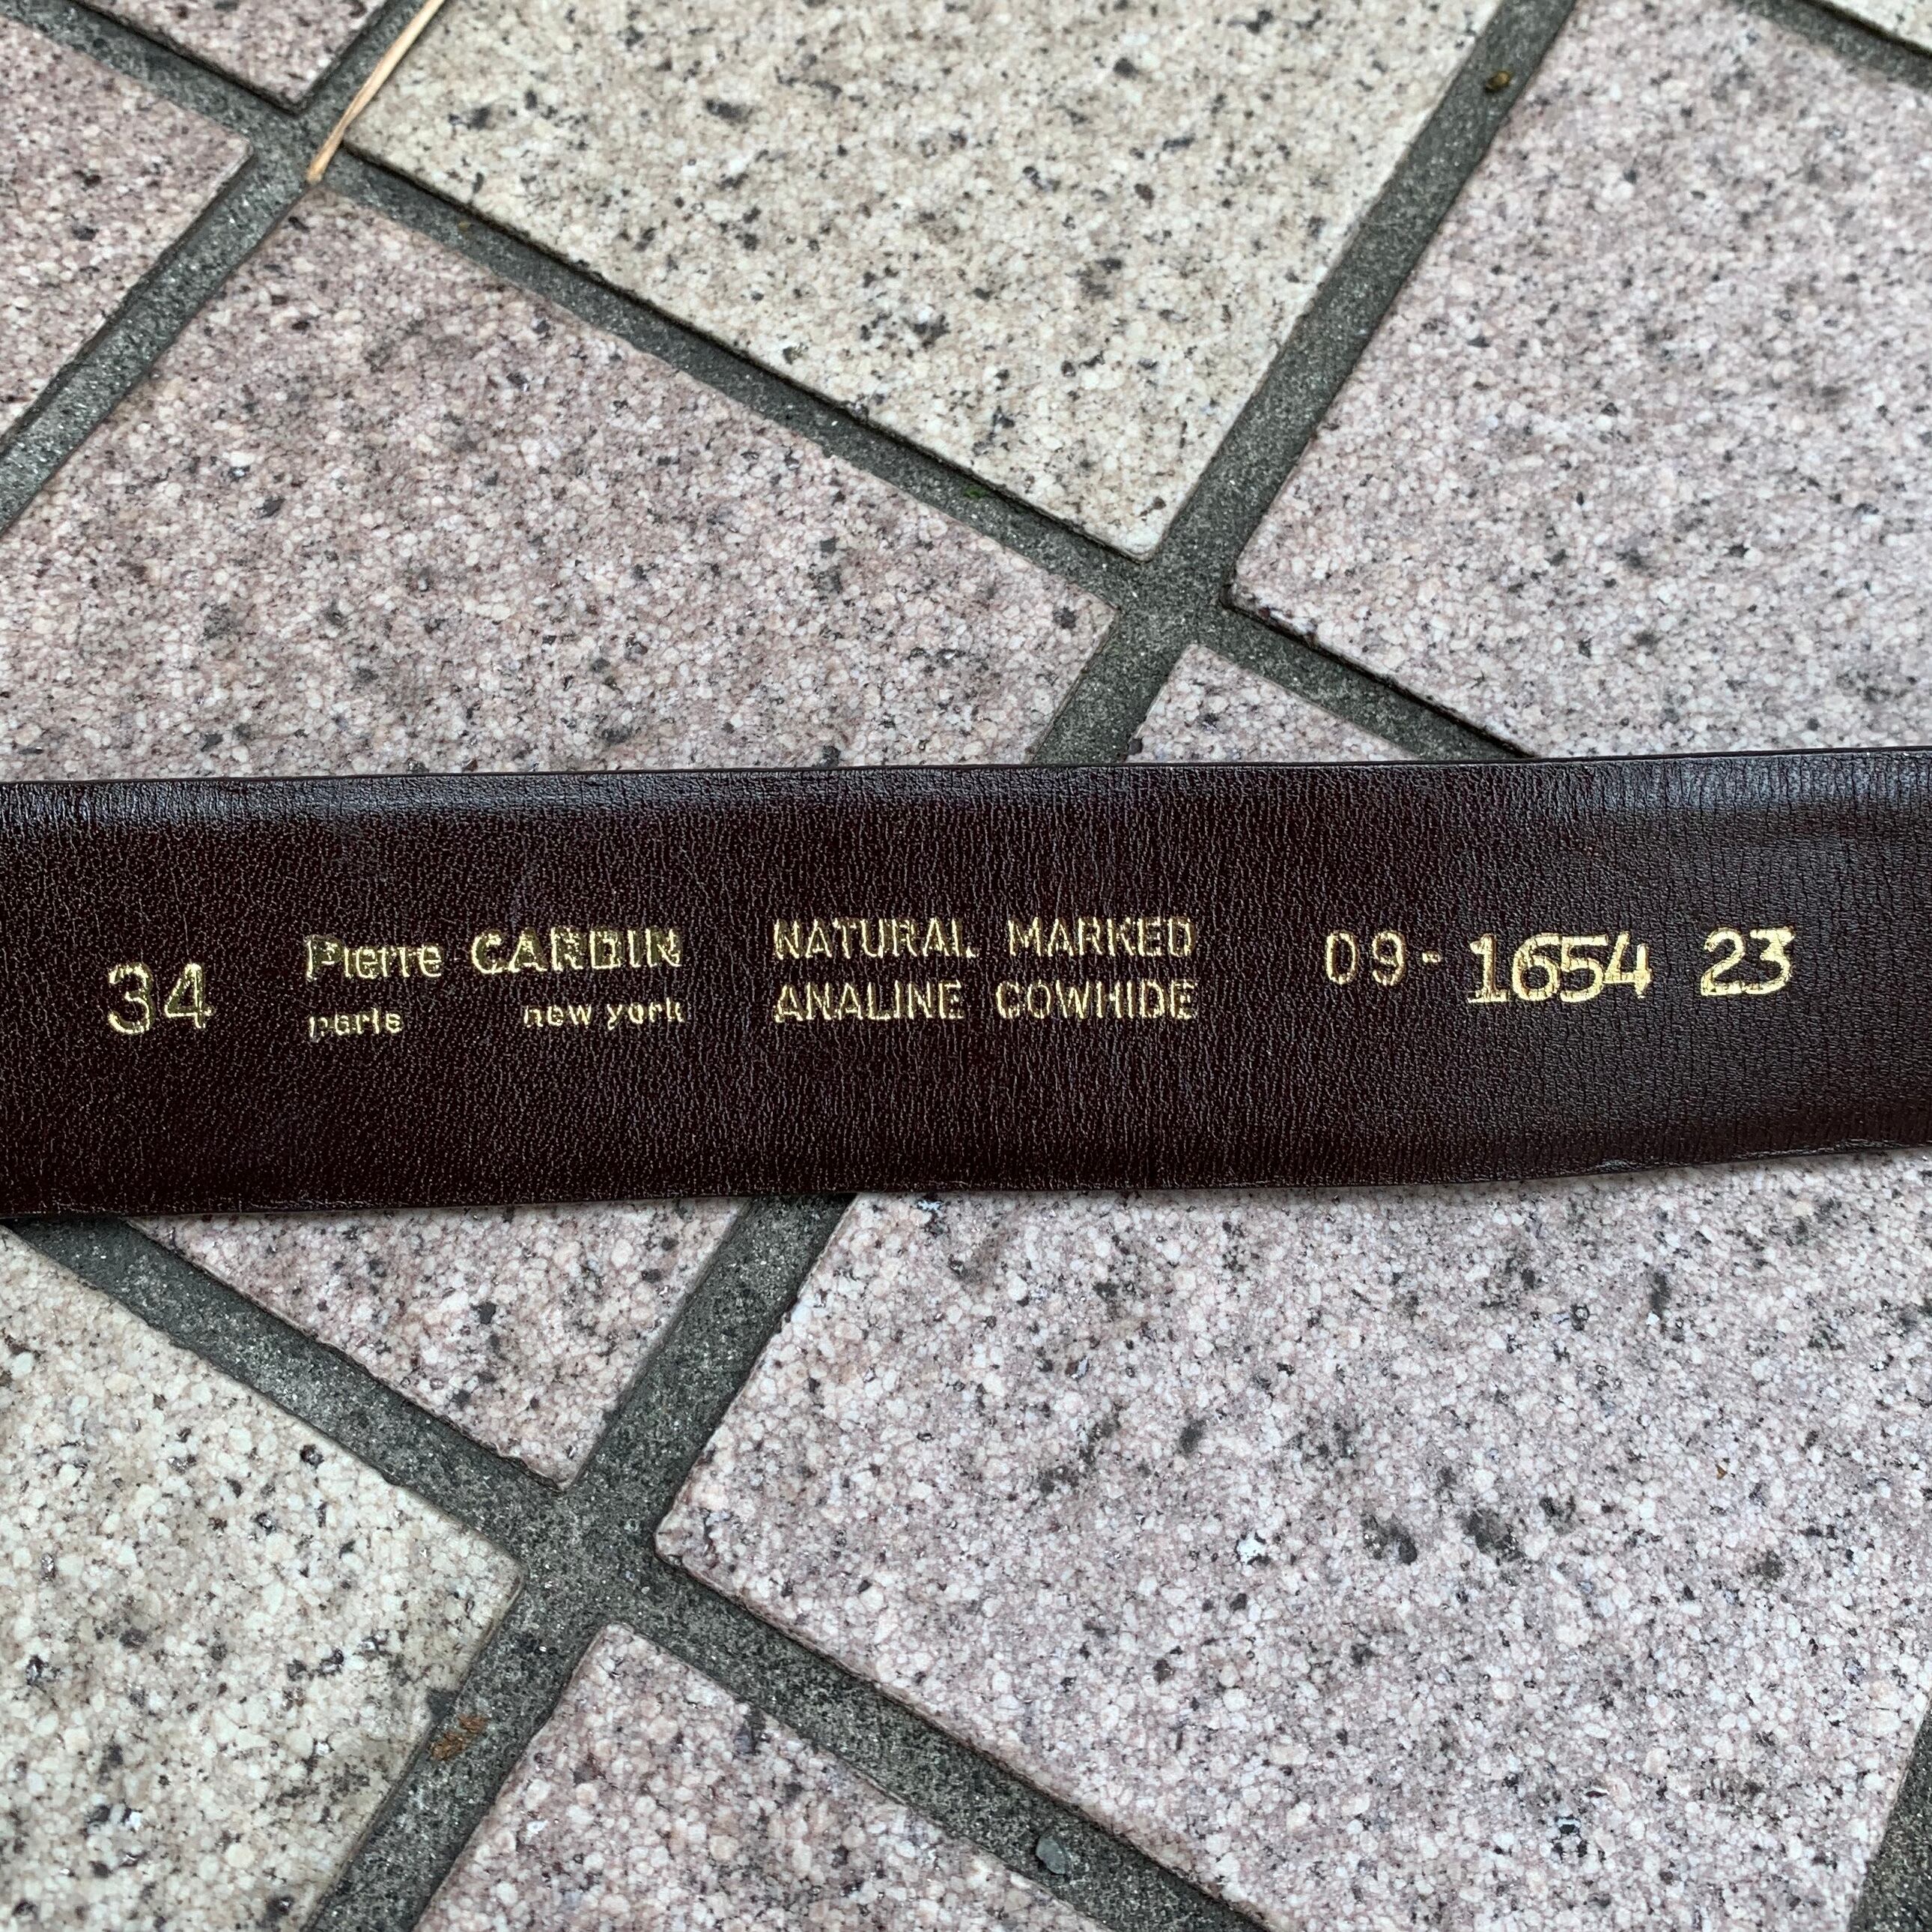 34
Pierre CARDIN
paris new york
NATURAL MARKED
ANALINE COWHIDE
09-1654 23